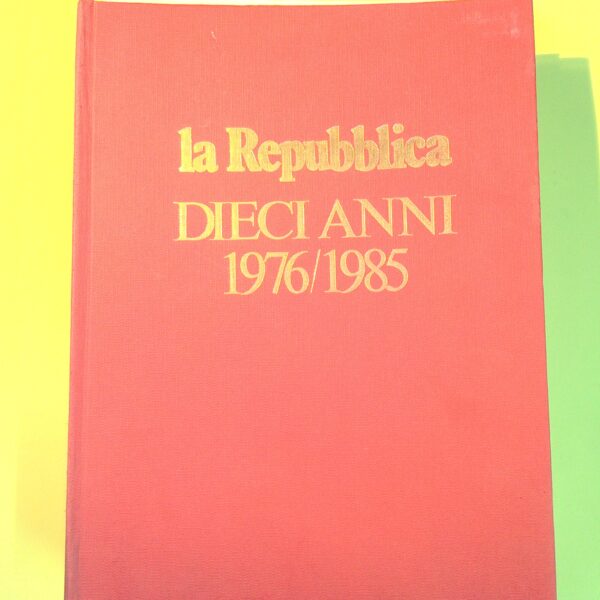 la Repubblica
DIECI ANNI
1976/1985